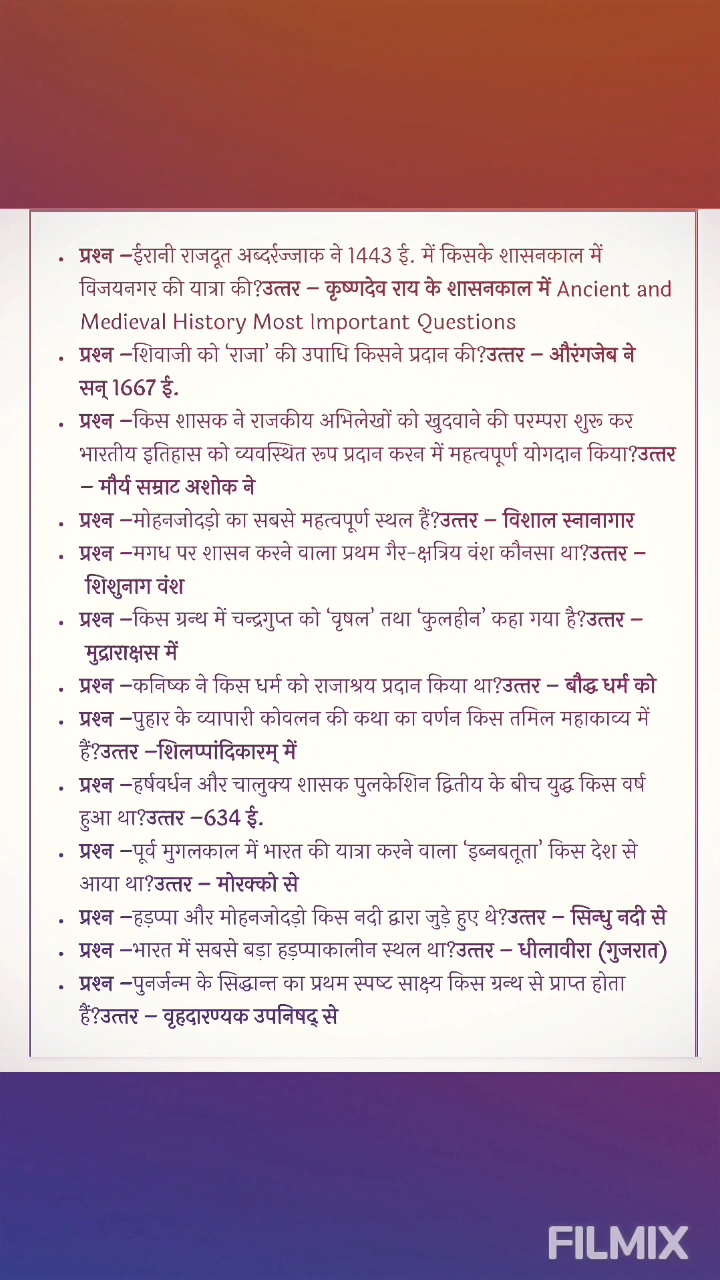 • प्रश्न –ईरानी राजदूत अब्दर्रज्जाक ने 1443 ई. में किसके शासनकाल में
विजयनगर की यात्रा की?उत्तर – कृष्णदेव राय के शासनकाल में Ancient and
Medieval History Most Important Questions
• प्रश्न –शिवाजी को ‘राजा’ की उपाधि किसने प्रदान की?उत्तर – औरंगजेब ने
सन् 1667 ई.
• प्रश्न –किस शासक ने राजकीय अभिलेखों को खुदवाने की परम्परा शुरू कर
भारतीय इतिहास को व्यवस्थित रूप प्रदान करन में महत्वपूर्ण योगदान किया?उत्तर
– मौर्य सम्राट अशोक ने
• प्रश्न –मोहनजोदड़ो का सबसे महत्वपूर्ण स्थल हैं?उत्तर – विशाल स्नानागार
• प्रश्न –मगध पर शासन करने वाला प्रथम गैर-क्षत्रिय वंश कौनसा था?उत्तर –
शिशुनाग वंश
• प्रश्न –किस ग्रन्थ में चन्द्रगुप्त को ‘वृषल’ तथा ‘कुलहीन’ कहा गया है?उत्तर –
मुद्राराक्षस में
• प्रश्न –कनिष्क ने किस धर्म को राजाश्रय प्रदान किया था?उत्तर – बौद्ध धर्म को
• प्रश्न –पुहार के व्यापारी कोवलन की कथा का वर्णन किस तमिल महाकाव्य में
हैं?उत्तर –शिलप्पांदिकारम् में
• प्रश्न –हर्षवर्धन और चालुक्य शासक पुलकेशिन द्वितीय के बीच युद्ध किस वर्ष
हुआ था?उत्तर –634 ई.
• प्रश्न –पूर्व मुगलकाल में भारत की यात्रा करने वाला ‘इब्नबतूता’ किस देश से
आया था?उत्तर – मोरक्को से
• प्रश्न –हड़प्पा और मोहनजोदड़ो किस नदी द्वारा जुड़े हुए थे?उत्तर – सिन्धु नदी से
• प्रश्न –भारत में सबसे बड़ा हड़प्पाकालीन स्थल था?उत्तर – धीलावीरा (गुजरात)
• प्रश्न –पुनर्जन्म के सिद्धान्त का प्रथम स्पष्ट साक्ष्य किस ग्रन्थ से प्राप्त होता
हैं?उत्तर – वृहदारण्यक उपनिषद् से
FILMIX